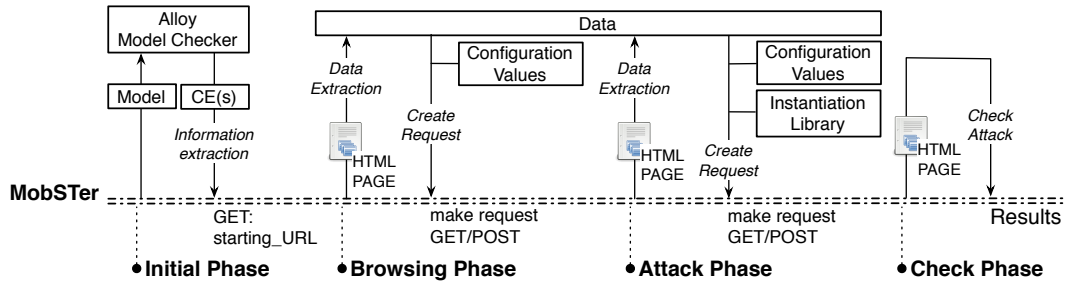 Alloy
Model Checker
Model
CE(s)
Information
extraction
Data
Data
Extraction
HTML
PAGE
Configuration
Values
Create
Request
Data
Extraction
HTML
PAGE
Configuration
Values
Instantiation
Library
Create
Request
HTML
PAGE
Check
Attack
MobSTer
GET:
starting_URL
make request
GET/POST
make request
GET/POST
Results
Initial Phase
Browsing Phase
Attack Phase
Check Phase